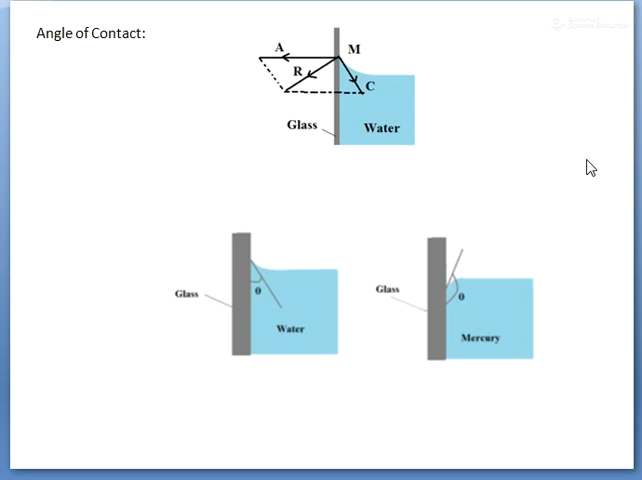 Angle of Contact:
A
M
R
C
Glass
Water
Glass
θ
Water
Glass
θ
Mercury